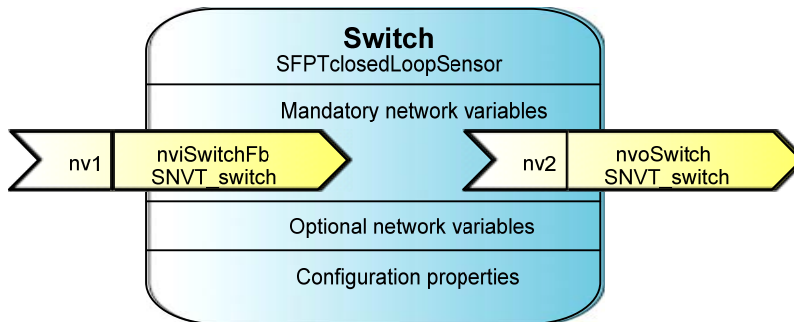 Switch
SFPTclosedLoopSensor
Mandatory network variables
nv1
nviSwitchFb
SNVT_switch
nv2
nvoSwitch
SNVT_switch
Optional network variables
Configuration properties